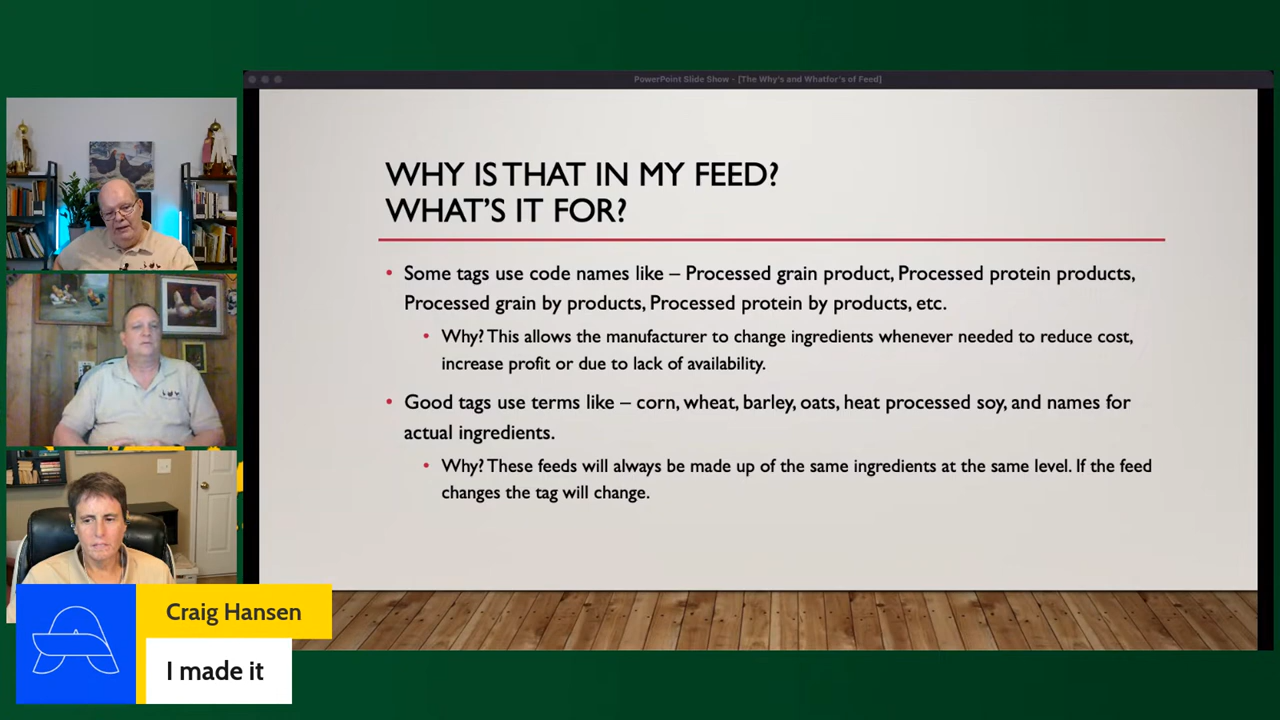 PowerPoint Slide Show - [The Why's and Whatfor's of Feed]
WHY IS THAT IN MY FEED?
WHAT'S IT FOR?
• Some tags use code names like – Processed grain product, Processed protein products,
Processed grain by products, Processed protein by products, etc.
• Why? This allows the manufacturer to change ingredients whenever needed to reduce cost,
increase profit or due to lack of availability.
• Good tags use terms like – corn, wheat, barley, oats, heat processed soy, and names for
actual ingredients.
• Why? These feeds will always be made up of the same ingredients at the same level. If the feed
changes the tag will change.
Craig Hansen
I made it